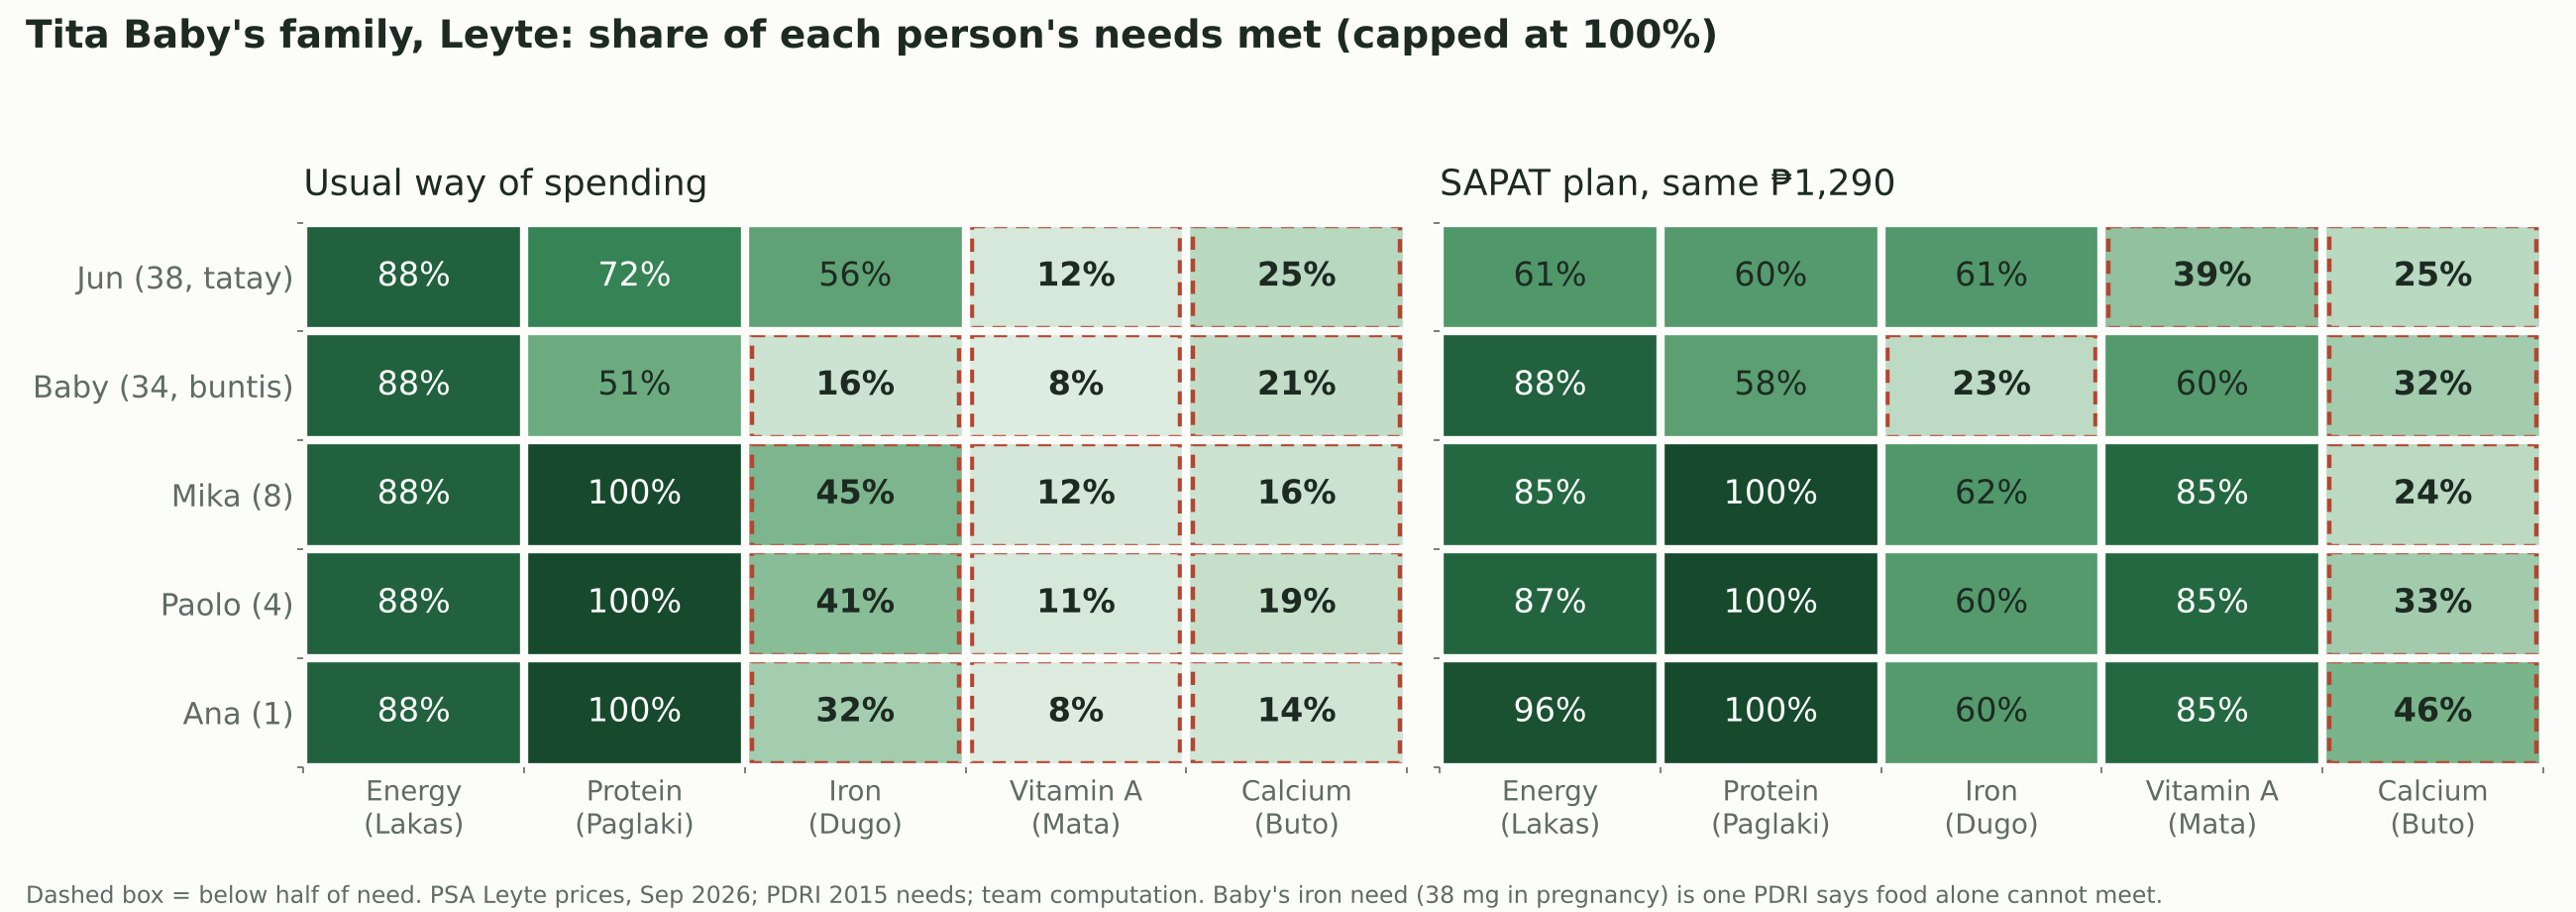 Tita Baby's family, Leyte: share of each person's needs met (capped at 100%)
Usual way of spending
SAPAT plan, same ₱1,290
Jun (38, tatay) 88% 72% 56% 12% 25% 61% 60% 61% 39% 25%
Baby (34, buntis) 88% 51% 16% 8% 21% 88% 58% 23% 60% 32%
Mika (8) 88% 100% 45% 12% 16% 85% 100% 62% 85% 24%
Paolo (4) 88% 100% 41% 11% 19% 87% 100% 60% 85% 33%
Ana (1) 88% 100% 32% 8% 14% 96% 100% 60% 85% 46%
Energy Protein Iron Vitamin A Calcium Energy Protein Iron Vitamin A Calcium
(Lakas) (Paglaki) (Dugo) (Mata) (Buto) (Lakas) (Paglaki) (Dugo) (Mata) (Buto)
Dashed box = below half of need. PSA Leyte prices, Sep 2026; PDRI 2015 needs; team computation. Baby's iron need (38 mg in pregnancy) is one PDRI says food alone cannot meet.